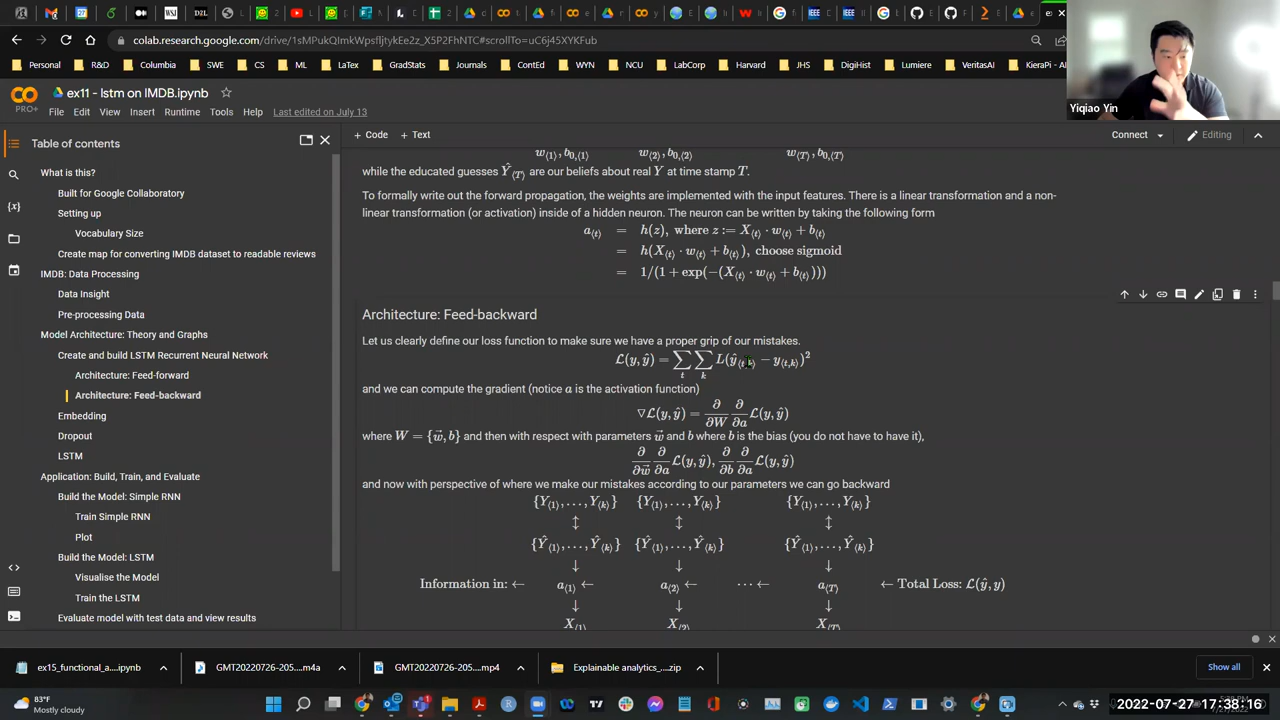 colab.research.google.com/drive/1sMPukQImkWpsfljtykEe2z_X5P2FhNTC#scrollTo=uC6j45XYKFub
Personal R&D Columbia SWE CS ML LaTex GradStats Journals ContEd WYN NCU LabCorp Harvard JHS DigiHist Lumiere VeritasAI KieraPi - All Cour
Yiqiao Yin
ex11 - lstm on IMDB.ipynb
PRO+
File Edit View Insert Runtime Tools Help Last edited on July 13
Table of contents
+ Code + Text
Connect Editing
What is this?
Built for Google Collaboratory
Setting up
Vocabulary Size
Create map for converting IMDB dataset to readable reviews
IMDB: Data Processing
Data Insight
Pre-processing Data
Model Architecture: Theory and Graphs
Create and build LSTM Recurrent Neural Network
Architecture: Feed-forward
Architecture: Feed-backward
Embedding
Dropout
LSTM
Application: Build, Train, and Evaluate
Build the Model: Simple RNN
Train Simple RNN
Plot
Build the Model: LSTM
Visualise the Model
Train the LSTM
Evaluate model with test data and view results
w⟨1⟩, b0,⟨1⟩ w⟨2⟩, b0,⟨2⟩ w⟨T⟩, b0,⟨T⟩
while the educated guesses Ŷ⟨T⟩ are our beliefs about real Y at time stamp T.
To formally write out the forward propagation, the weights are implemented with the input features. There is a linear transformation and a non-
linear transformation (or activation) inside of a hidden neuron. The neuron can be written by taking the following form
a⟨t⟩ = h(z), where z := X⟨t⟩ · w⟨t⟩ + b⟨t⟩
= h(X⟨t⟩ · w⟨t⟩ + b⟨t⟩), choose sigmoid
= 1/(1 + exp(−(X⟨t⟩ · w⟨t⟩ + b⟨t⟩)))
Architecture: Feed-backward
Let us clearly define our loss function to make sure we have a proper grip of our mistakes.
ℒ(y, ŷ) = ∑t ∑k L(ŷ⟨t,k⟩ − y⟨t,k⟩)²
and we can compute the gradient (notice a is the activation function)
▽ℒ(y, ŷ) = ∂/∂W ∂/∂a ℒ(y, ŷ)
where W = {w⃗, b} and then with respect with parameters w⃗ and b where b is the bias (you do not have to have it),
∂/∂w⃗ ∂/∂a ℒ(y, ŷ), ∂/∂b ∂/∂a ℒ(y, ŷ)
and now with perspective of where we make our mistakes according to our parameters we can go backward
{Y⟨1⟩, …, Y⟨k⟩} {Y⟨1⟩, …, Y⟨k⟩} {Y⟨1⟩, …, Y⟨k⟩}
↕ ↕ ↕
{Ŷ⟨1⟩, …, Ŷ⟨k⟩} {Ŷ⟨1⟩, …, Ŷ⟨k⟩} {Ŷ⟨1⟩, …, Ŷ⟨k⟩}
↓ ↓ ↓
Information in: ← a⟨1⟩ ← a⟨2⟩ ← ⋯ ← a⟨T⟩ ← Total Loss: ℒ(ŷ, y)
↓ ↓ ↓
X⟨1⟩ X⟨2⟩ X⟨T⟩
ex15_functional_a....ipynb GMT20220726-205....m4a GMT20220726-205....mp4 Explainable analytics_....zip Show all
83°F
Mostly cloudy
2022-07-27 17:38:16